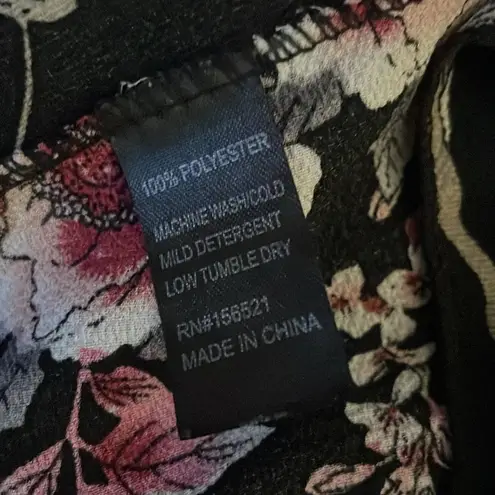 100% POLYESTER
MACHINE WASH/COLD
MILD DETERGENT
LOW TUMBLE DRY
RN#156521
MADE IN CHINA